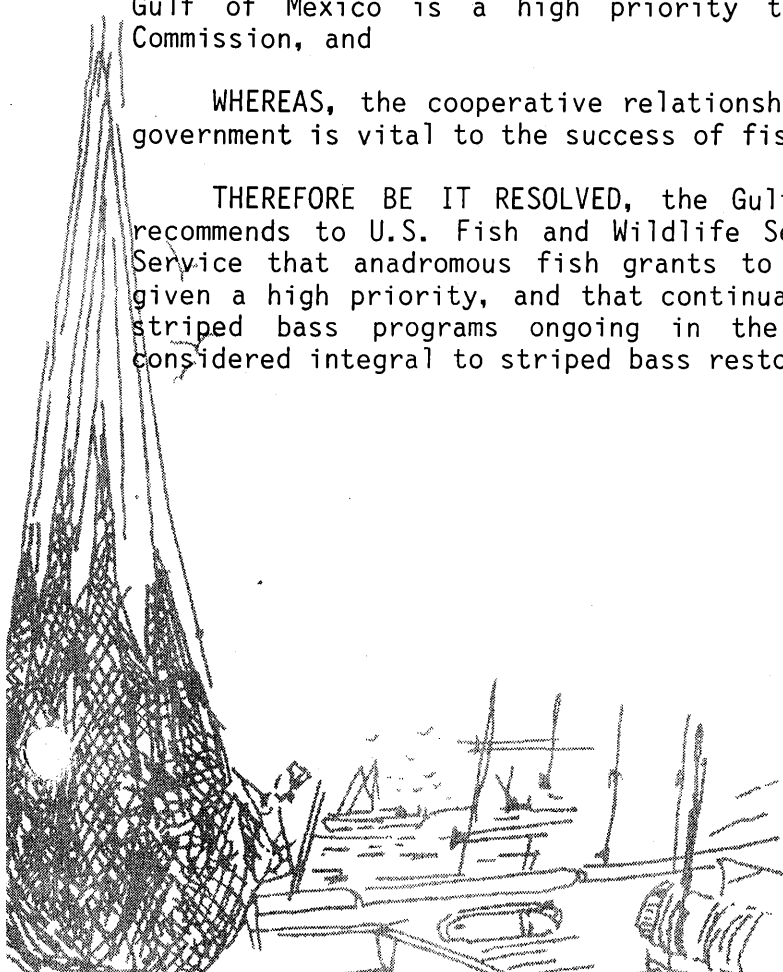 Gulf of Mexico is a high priority t
Commission, and
WHEREAS, the cooperative relationsh
government is vital to the success of fis
THEREFORE BE IT RESOLVED, the Gul
recommends to U.S. Fish and Wildlife Se
Service that anadromous fish grants to
given a high priority, and that continua
striped bass programs ongoing in the
considered integral to striped bass resto